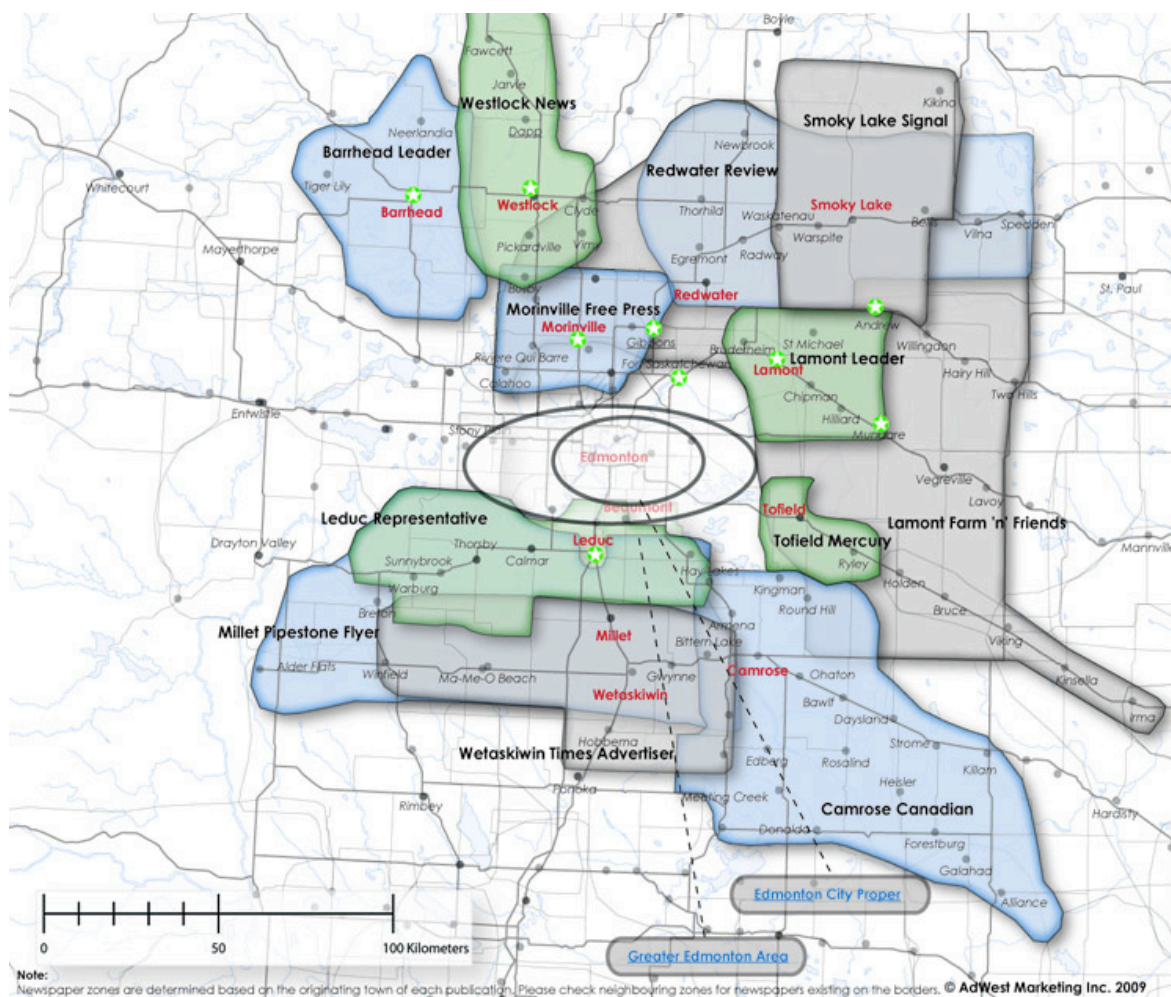 Boyle
Fawcett
Jarvie
Westlock News
Kikino
Dapp
Smoky Lake Signal
Neerlandia
Newbrook
Barrhead Leader
Redwater Review
Whitecourt
Tiger Lily
Barrhead
Westlock
Clyde
Thorhild
Smoky Lake
Waskatenau
Warspite
Bellis
Vilna
Spedden
Mayerthorpe
Pickardville
Vimy
Egremont
Radway
St. Paul
Busby
Redwater
Morinville Free Press
Morinville
Gibbons
Andrew
St Michael
Willingdon
Bruderheim
Lamont Leader
Riviere Qui Barre
Fort Saskatchewan
Lamont
Hairy Hill
Calahoo
Two Hills
Chipman
Entwistle
Hilliard
Stony Plain
Mundare
Edmonton
Vegreville
Lavoy
Beaumont
Tofield
Leduc Representative
Lamont Farm 'n' Friends
Leduc
Tofield Mercury
Drayton Valley
Thorsby
Mannville
Sunnybrook
Calmar
Hay Lakes
Ryley
Holden
Warburg
Kingman
Round Hill
Bruce
Breton
Armena
Millet Pipestone Flyer
Millet
Bittern Lake
Viking
Alder Flats
Winfield
Ma-Me-O Beach
Gwynne
Camrose
Ohaton
Kinsella
Wetaskiwin
Bawlf
Irma
Daysland
Hobbema
Strome
Wetaskiwin Times Advertiser
Edberg
Rosalind
Killam
Ponoka
Heisler
Rimbey
Meeting Creek
Camrose Canadian
Hardisty
Donalda
Forestburg
Galahad
Edmonton City Proper
Alliance
0 50 100 Kilometers
Greater Edmonton Area
Note:
Newspaper zones are determined based on the originating town of each publication. Please check neighbouring zones for newspapers existing on the borders. © AdWest Marketing Inc. 2009